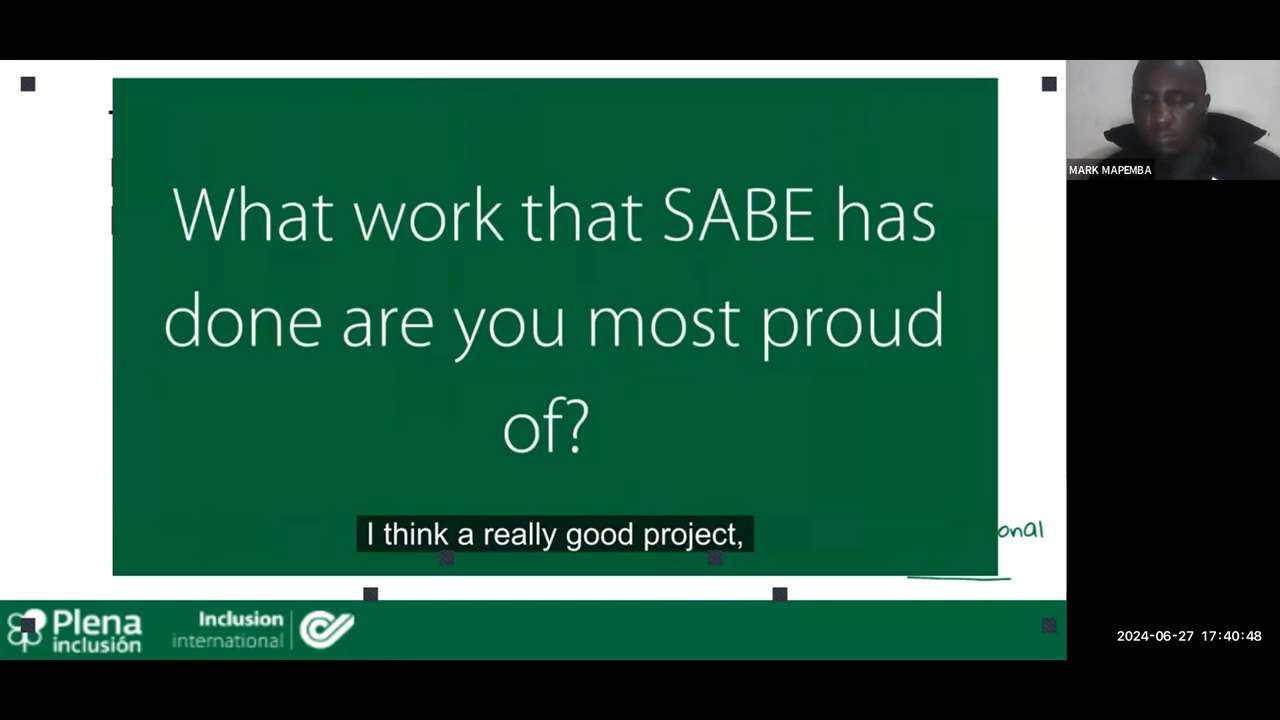 What work that SABE has
done are you most proud
of?
I think a really good project,
onal
Plena
inclusión
Inclusion
international
MARK MAPEMBA
2024-06-27 17:40:48